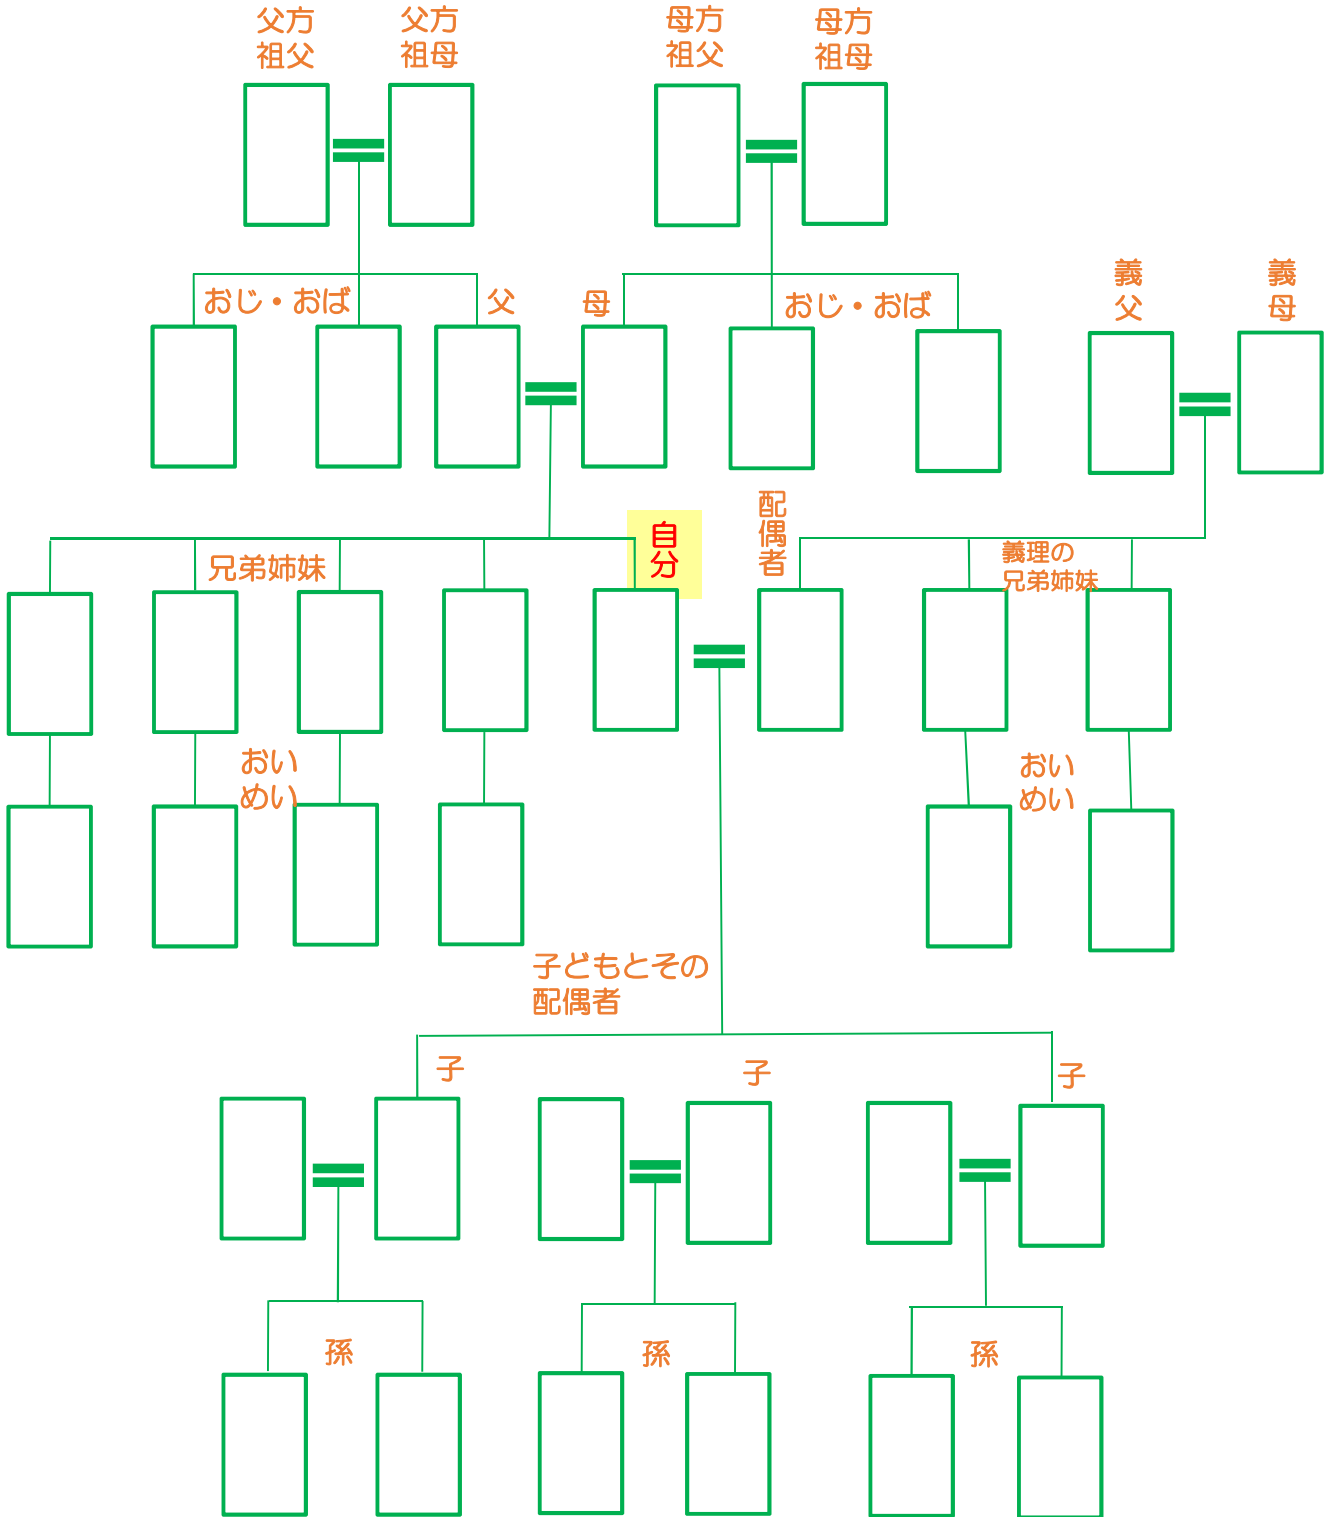 父方
祖父
父方
祖母
母方
祖父
母方
祖母
おじ・おば
父
母
おじ・おば
義
父
義
母
兄弟姉妹
自分
配偶者
義理の
兄弟姉妹
おい
めい
おい
めい
子どもとその
配偶者
子
子
子
孫
孫
孫